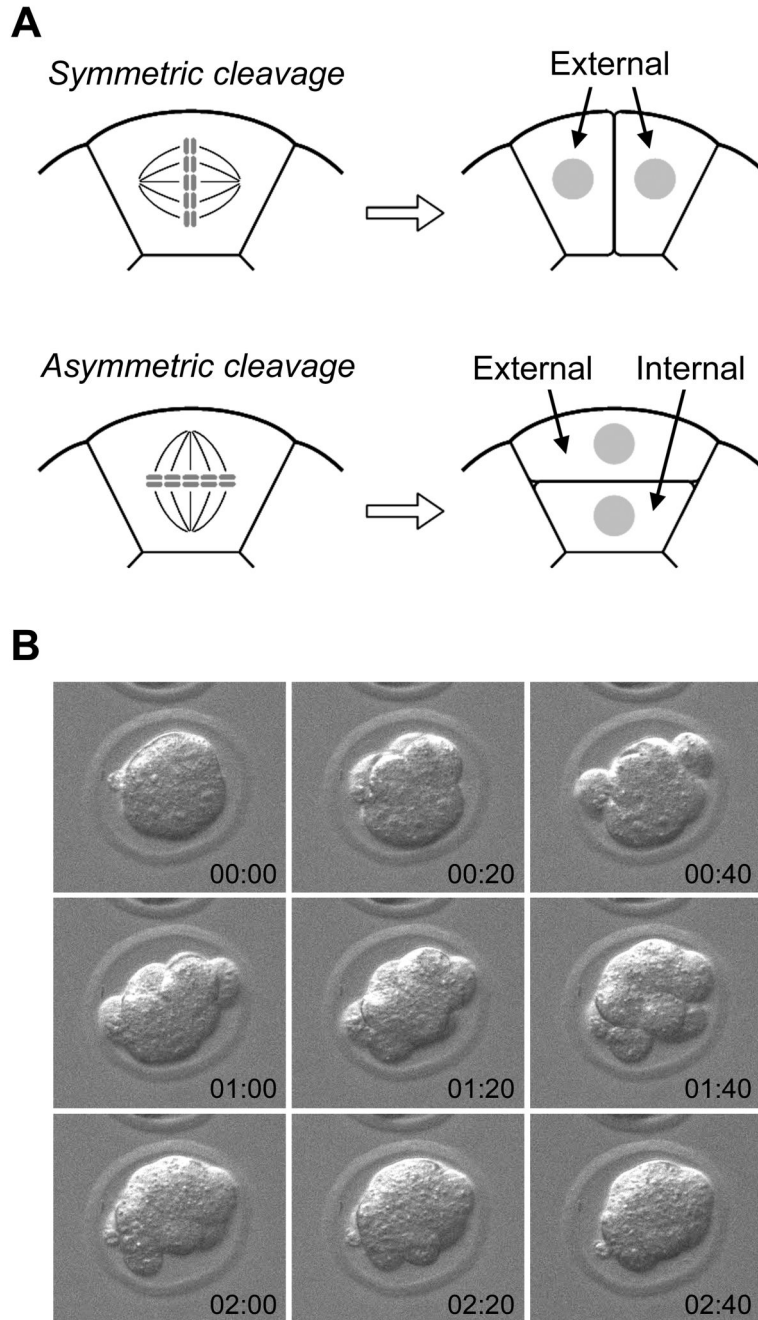 A
Symmetric cleavage
External
Asymmetric cleavage
External
Internal
B
00:00
00:20
00:40
01:00
01:20
01:40
02:00
02:20
02:40